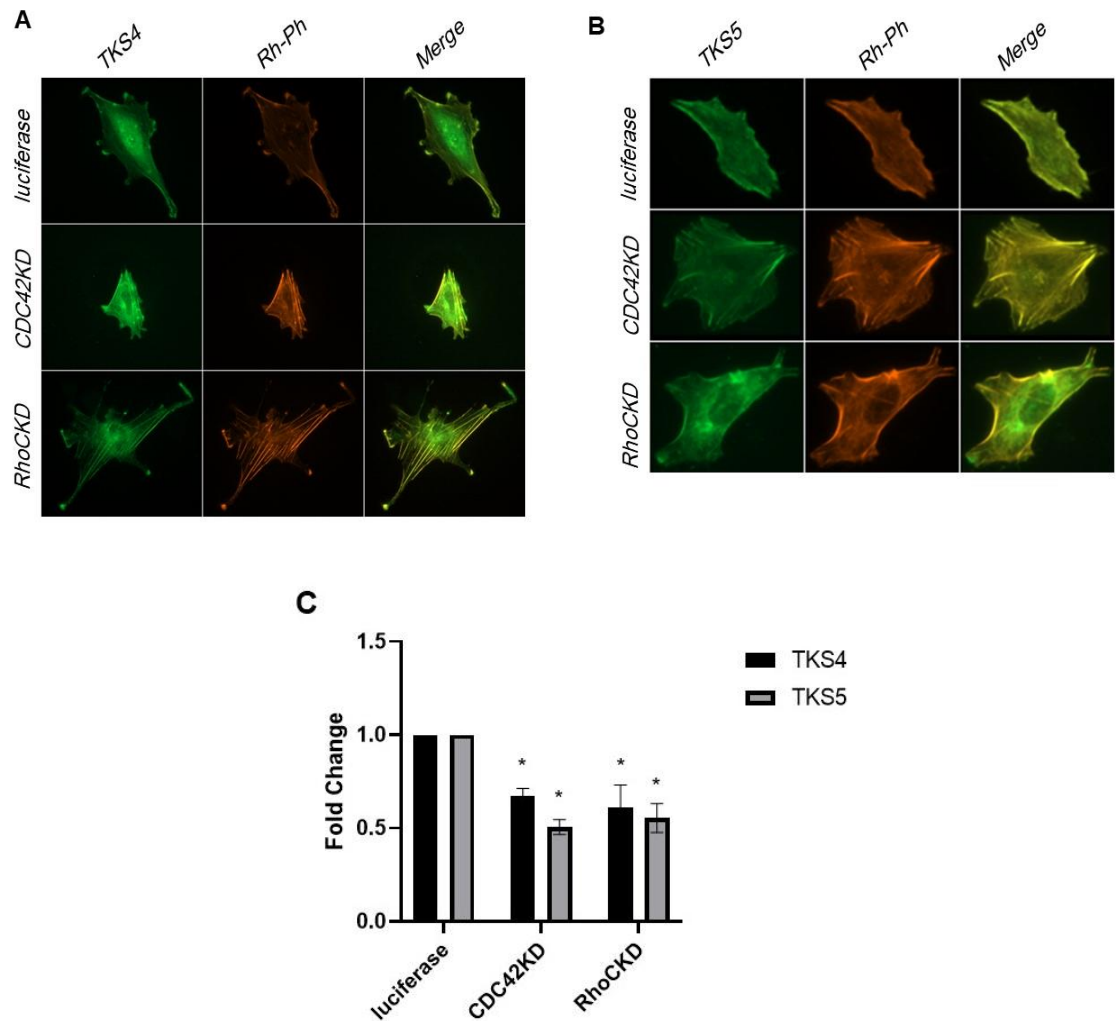 A
TKS4 Rh-Ph Merge
luciferase
CDC42KD
RhoCKD
B
TKS5 Rh-Ph Merge
luciferase
CDC42KD
RhoCKD
C
Fold Change
1.5
1.0
0.5
0.0
* * * *
luciferase CDC42KD RhoCKD
TKS4
TKS5